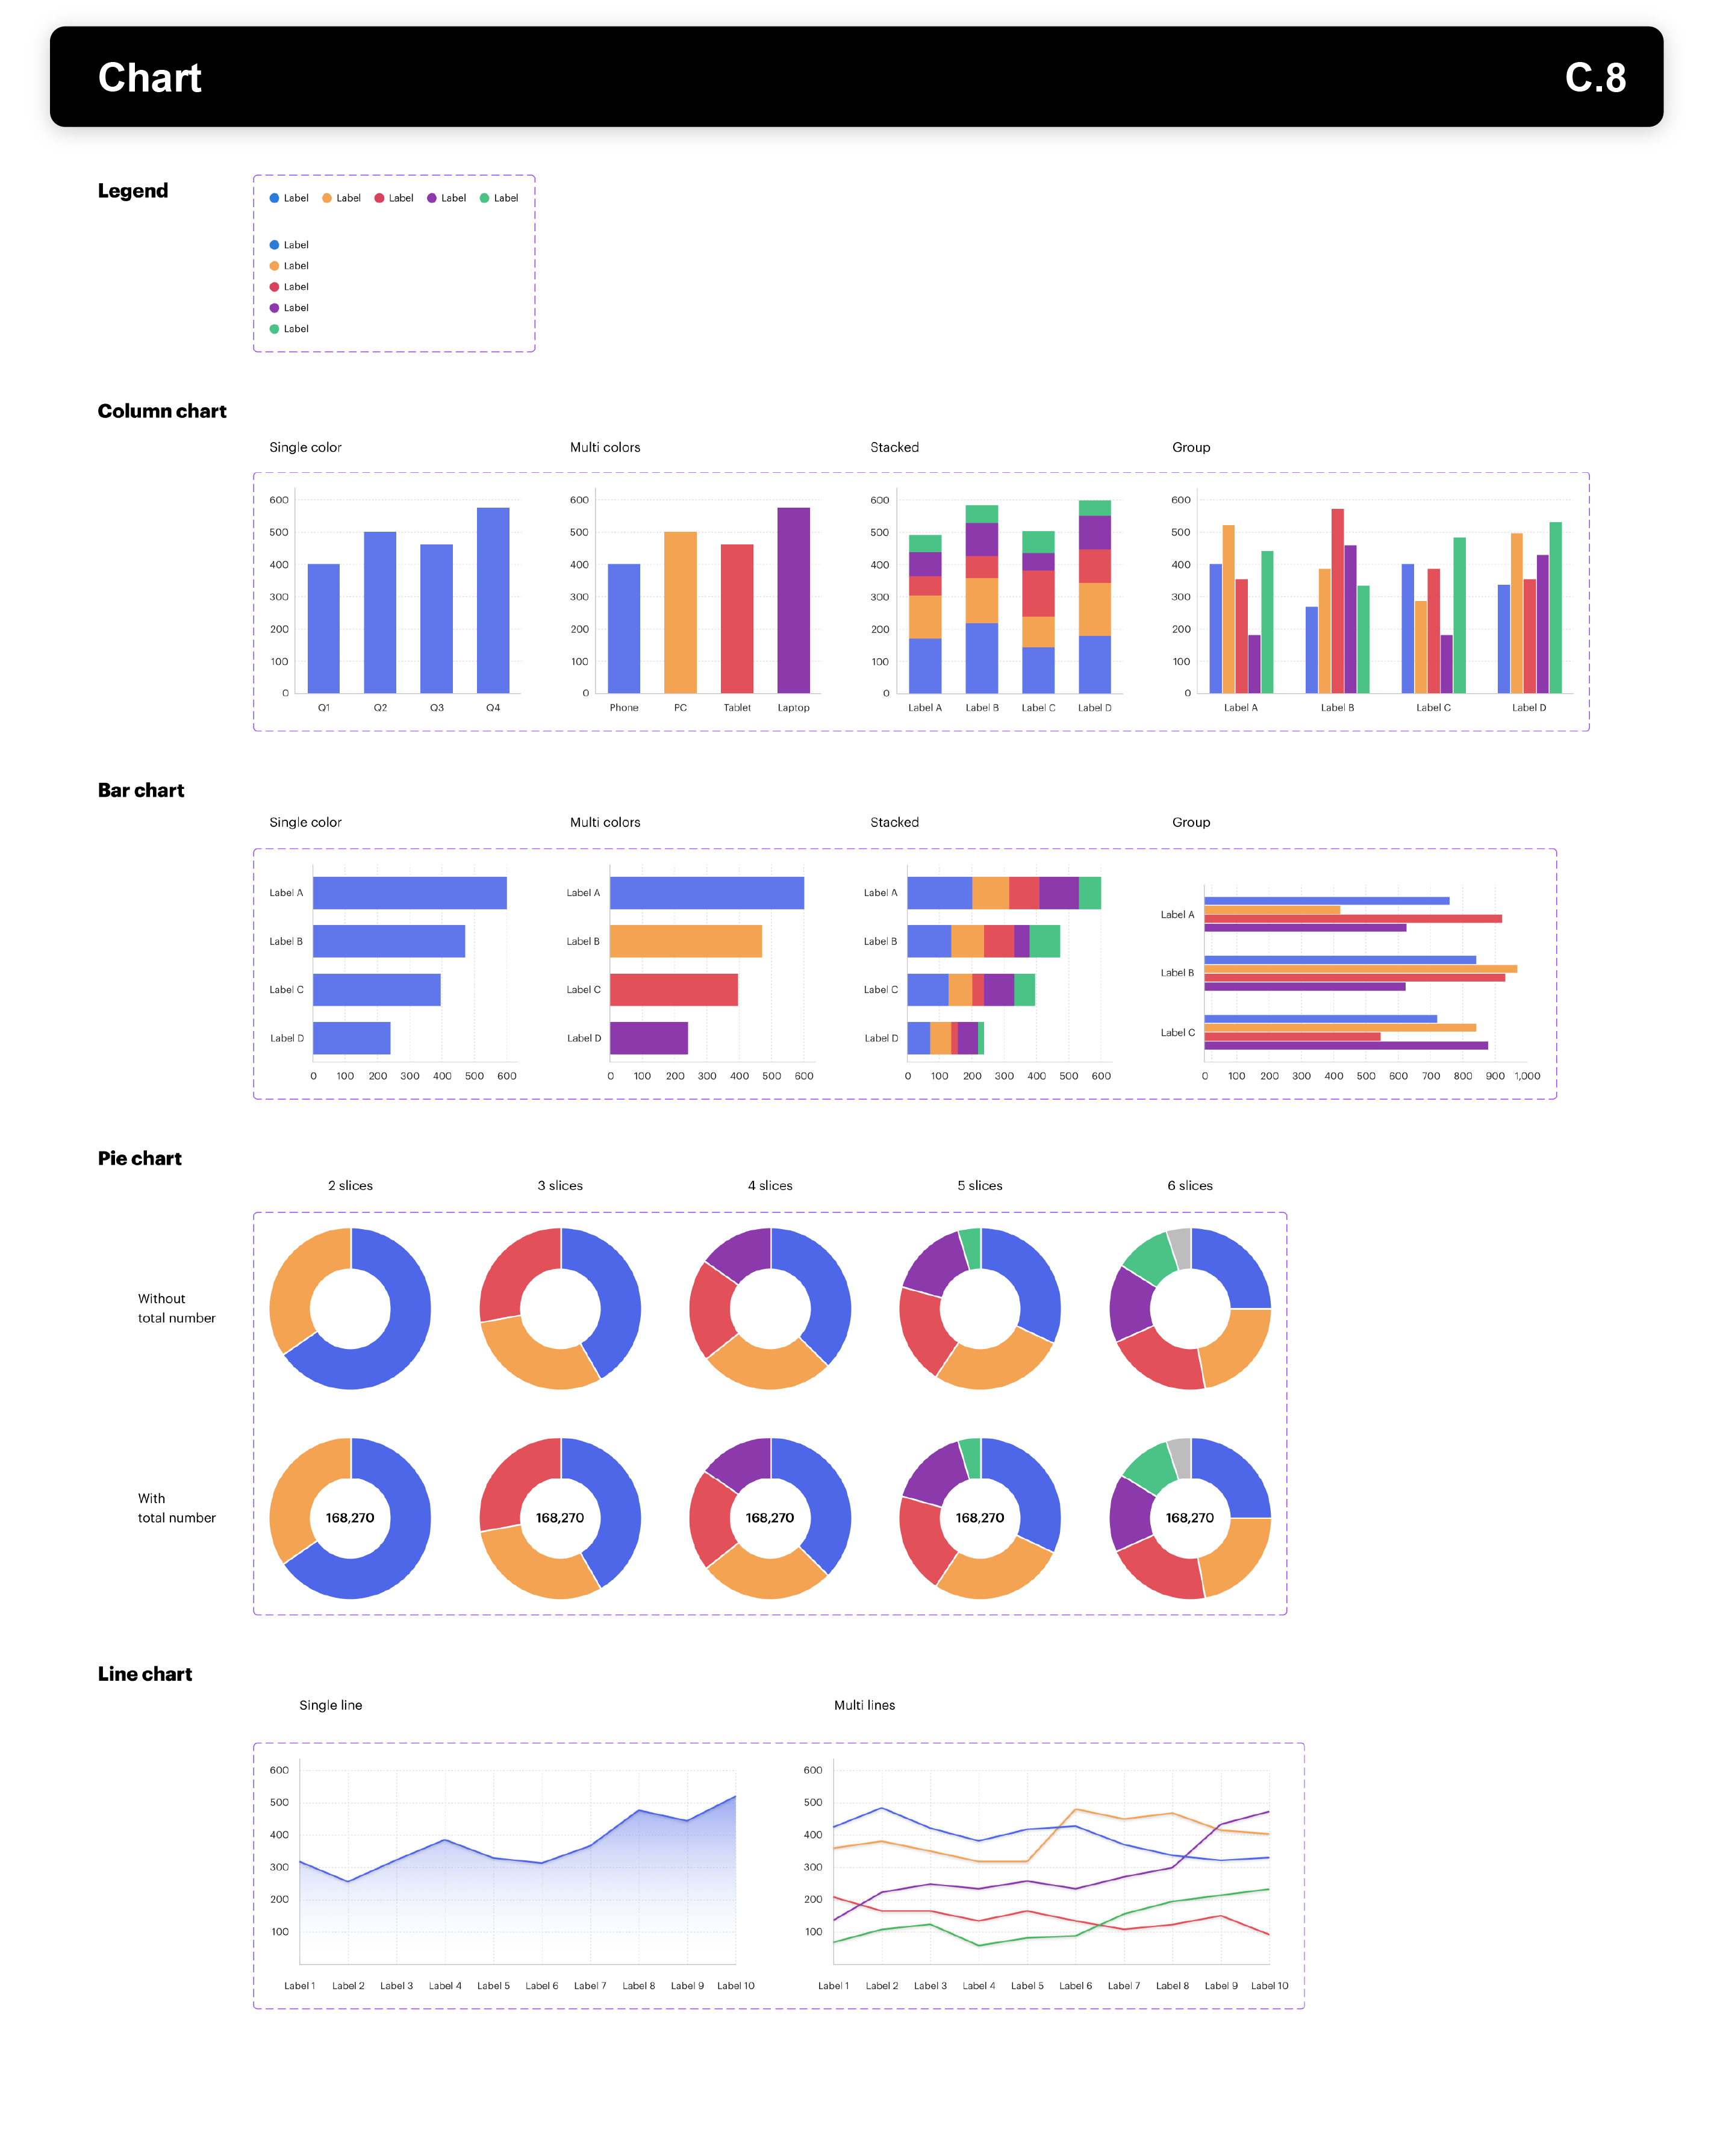 Chart C.8
Legend
Label Label Label Label Label
Label
Label
Label
Label
Label
Column chart
Single color Multi colors Stacked Group
600 600 600 600
500 500 500 500
400 400 400 400
300 300 300 300
200 200 200 200
100 100 100 100
0 0 0 0
Q1 Q2 Q3 Q4 Phone PC Tablet Laptop Label A Label B Label C Label D Label A Label B Label C Label D
Bar chart
Single color Multi colors Stacked Group
Label A Label A Label A
Label A
Label B Label B Label B
Label B
Label C Label C Label C
Label C
Label D Label D Label D
0 100 200 300 400 500 600 0 100 200 300 400 500 600 0 100 200 300 400 500 600 0 100 200 300 400 500 600 700 800 900 1,000
Pie chart
2 slices 3 slices 4 slices 5 slices 6 slices
Without
total number
With
total number
168,270 168,270 168,270 168,270 168,270
Line chart
Single line Multi lines
600 600
500 500
400 400
300 300
200 200
100 100
Label 1 Label 2 Label 3 Label 4 Label 5 Label 6 Label 7 Label 8 Label 9 Label 10 Label 1 Label 2 Label 3 Label 4 Label 5 Label 6 Label 7 Label 8 Label 9 Label 10